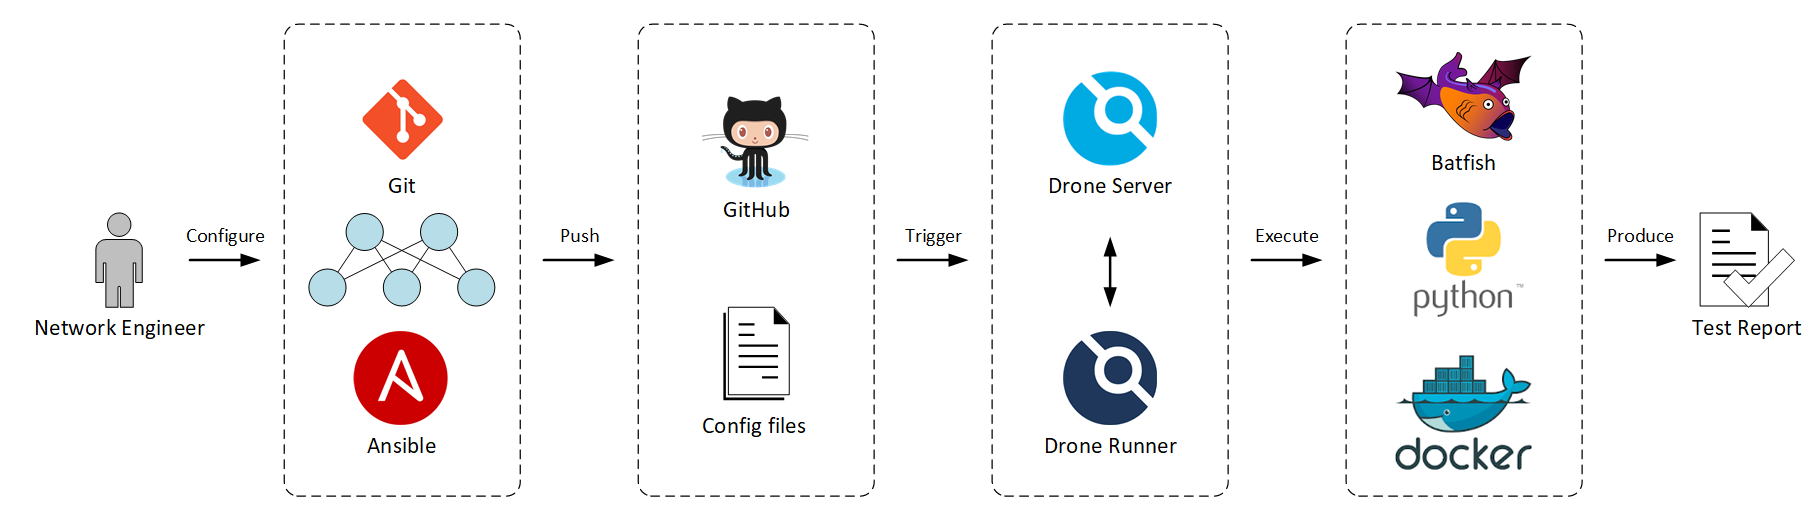 Network Engineer
Configure
Git
Ansible
Push
GitHub
Config files
Trigger
Drone Server
Drone Runner
Execute
Batfish
python™
docker
Produce
Test Report